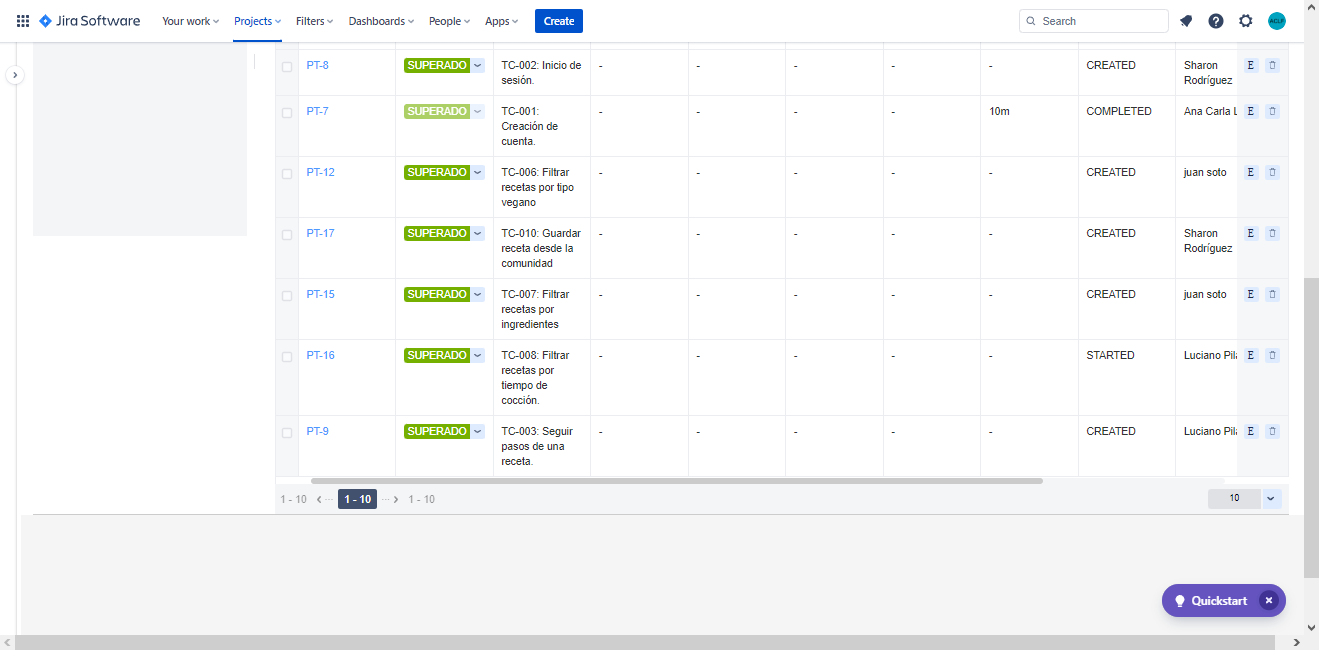 Jira Software Your work Projects Filters Dashboards People Apps Create Search
PT-8 SUPERADO TC-002: Inicio de sesión. - - - - - CREATED Sharon Rodríguez E
PT-7 SUPERADO TC-001: Creación de cuenta. - - - - 10m COMPLETED Ana Carla L E
PT-12 SUPERADO TC-006: Filtrar recetas por tipo vegano - - - - - CREATED juan soto E
PT-17 SUPERADO TC-010: Guardar receta desde la comunidad - - - - - CREATED Sharon Rodríguez E
PT-15 SUPERADO TC-007: Filtrar recetas por ingredientes - - - - - CREATED juan soto E
PT-16 SUPERADO TC-008: Filtrar recetas por tiempo de cocción. - - - - - STARTED Luciano Pil E
PT-9 SUPERADO TC-003: Seguir pasos de una receta. - - - - - CREATED Luciano Pil E
1 - 10 ... 1 - 10 ... 1 - 10 10
Quickstart